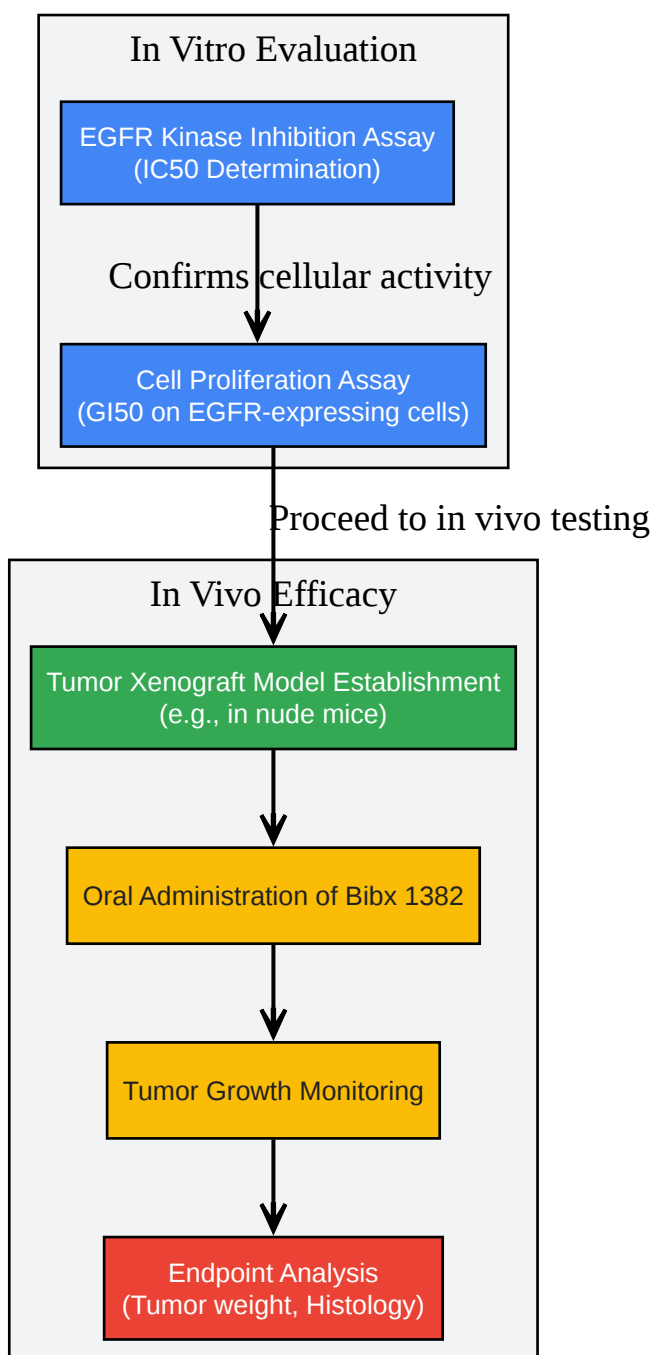 In Vitro Evaluation
EGFR Kinase Inhibition Assay
(IC50 Determination)
Confirms cellular activity
Cell Proliferation Assay
(GI50 on EGFR-expressing cells)
Proceed to in vivo testing
In Vivo Efficacy
Tumor Xenograft Model Establishment
(e.g., in nude mice)
Oral Administration of Bibx 1382
Tumor Growth Monitoring
Endpoint Analysis
(Tumor weight, Histology)